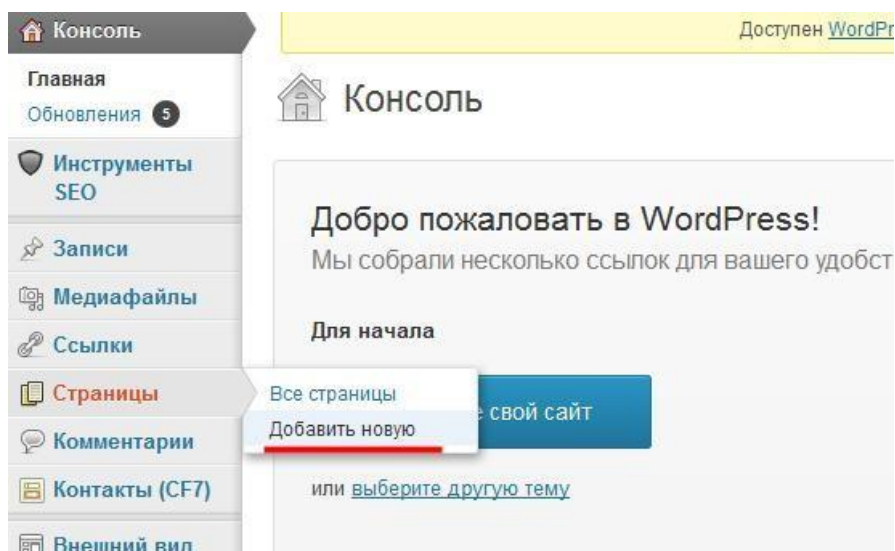 Консоль
Главная
Обновления 5
Инструменты
SEO
Записи
Медиафайлы
Ссылки
Страницы
Комментарии
Контакты (CF7)
Внешний вид
Все страницы
Добавить новую
Доступен WordPr
Консоль
Добро пожаловать в WordPress!
Мы собрали несколько ссылок для вашего удобст
Для начала
свой сайт
или выберите другую тему